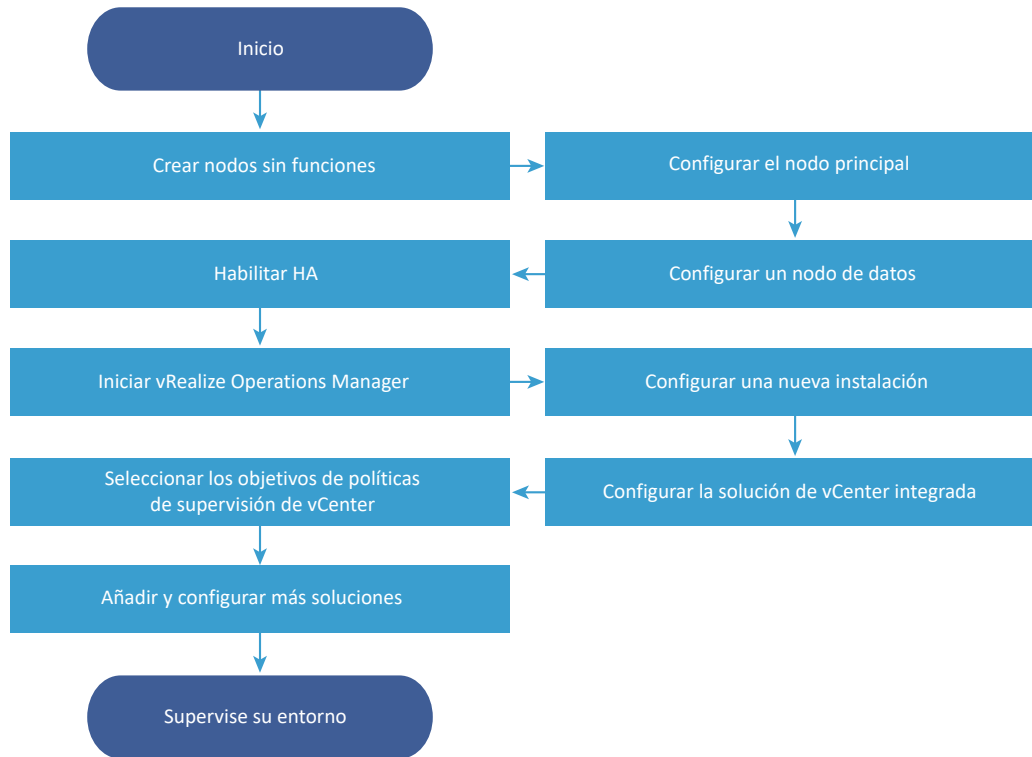 Inicio
Crear nodos sin funciones
Configurar el nodo principal
Configurar un nodo de datos
Habilitar HA
Iniciar vRealize Operations Manager
Configurar una nueva instalación
Configurar la solución de vCenter integrada
Seleccionar los objetivos de políticas
de supervisión de vCenter
Añadir y configurar más soluciones
Supervise su entorno